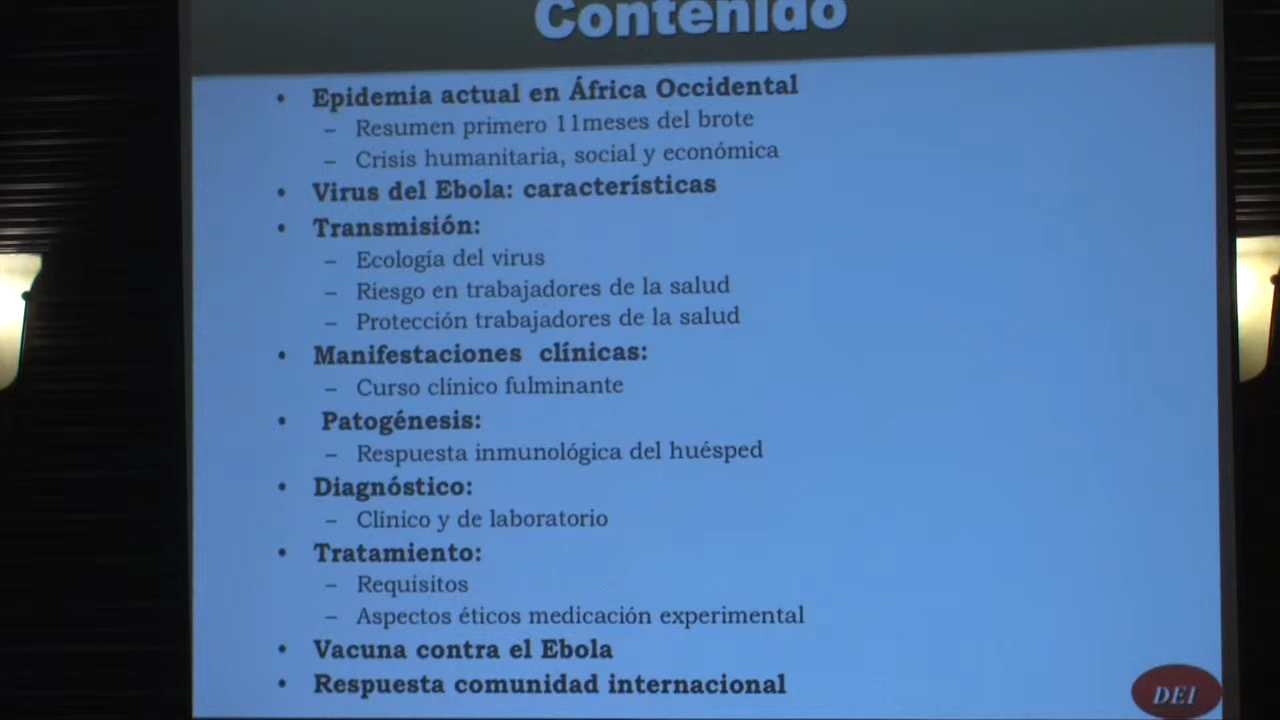 Contenido
• Epidemia actual en África Occidental
– Resumen primero 11meses del brote
– Crisis humanitaria, social y económica
• Virus del Ebola: características
• Transmisión:
– Ecología del virus
– Riesgo en trabajadores de la salud
– Protección trabajadores de la salud
• Manifestaciones clínicas:
– Curso clínico fulminante
• Patogénesis:
– Respuesta inmunológica del huésped
• Diagnóstico:
– Clínico y de laboratorio
• Tratamiento:
– Requisitos
– Aspectos éticos medicación experimental
• Vacuna contra el Ebola
• Respuesta comunidad internacional
DEI